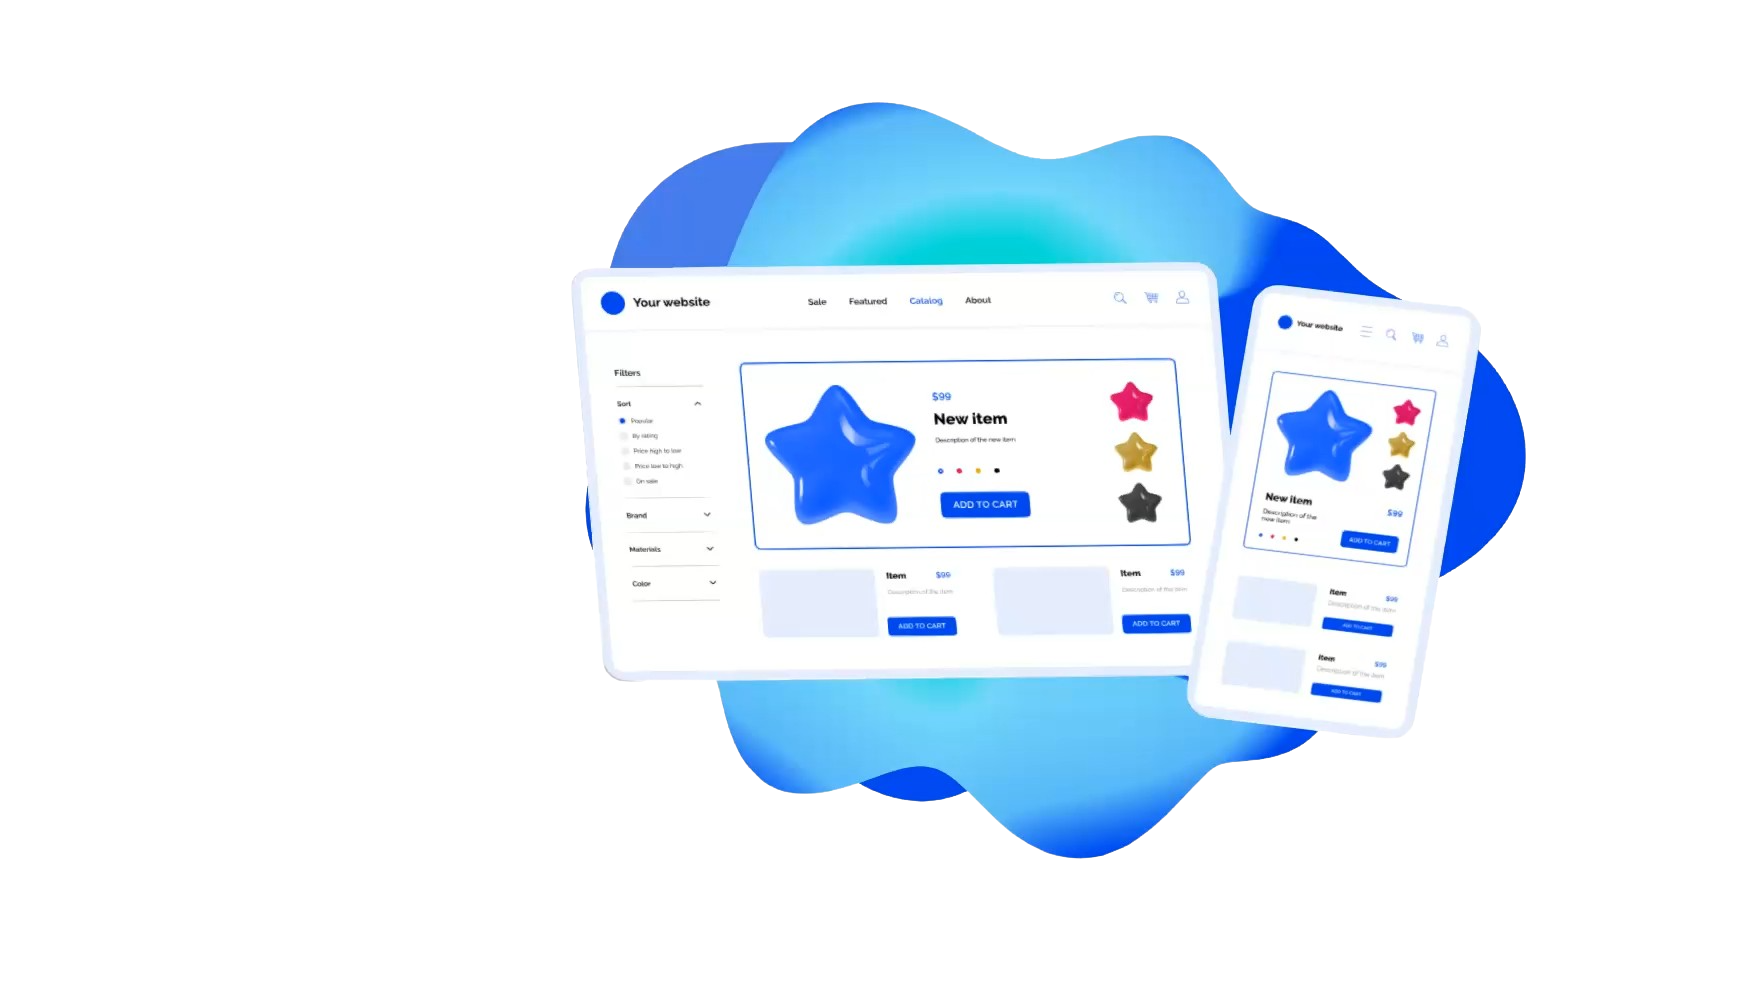 Your website
Sale Featured Catalog About
Filters
Sort
Popular
By rating
Price high to low
Price low to high
On sale
Brand
Materials
Color
$99
New item
Description of the new item
ADD TO CART
Item $99
Description of the item
ADD TO CART
Item $99
Description of the item
ADD TO CART
Your website
New item
$99
Description of the
new item
ADD TO CART
Item
$99
Description of the item
ADD TO CART
Item
$99
Description of the item
ADD TO CART